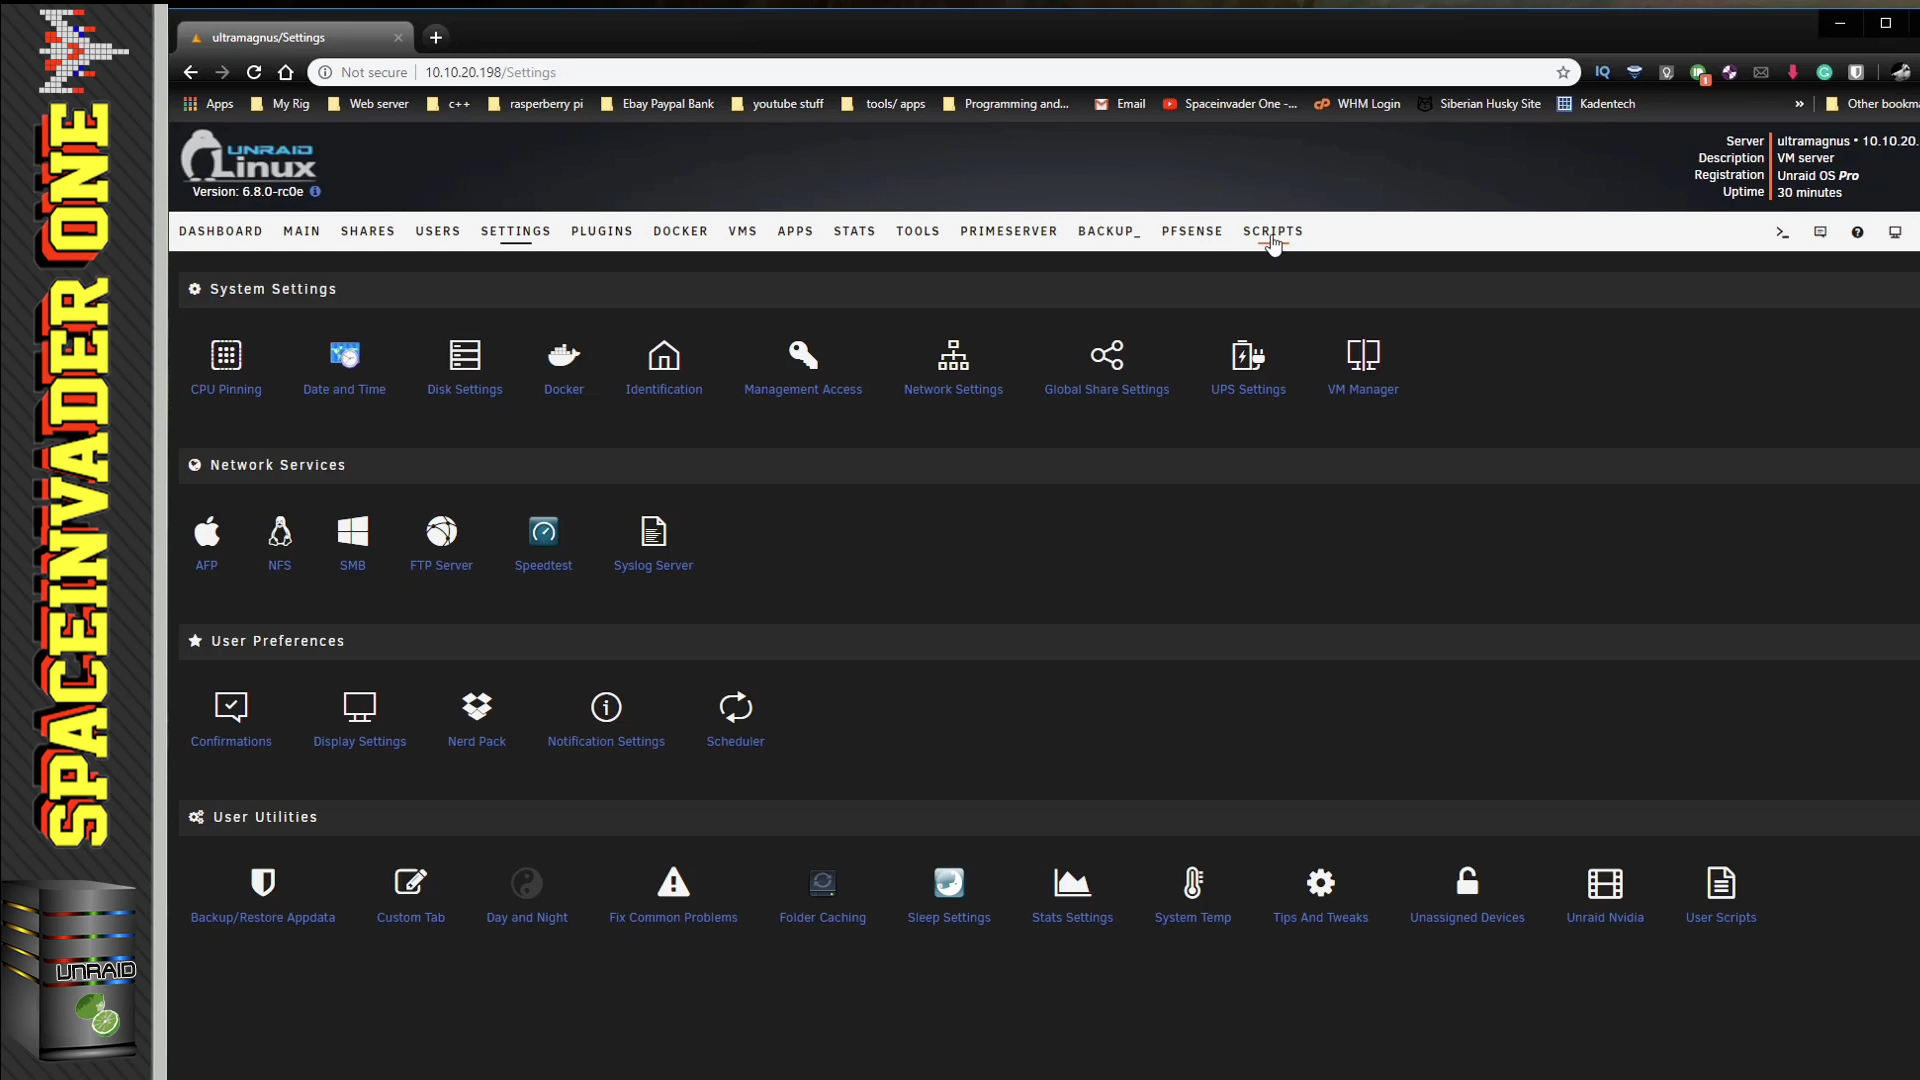 SPACEINVADER ONE
UNRAID
ultramagnus/Settings
Not secure
10.10.20.198/Settings
IQ
1
Apps
My Rig
Web server
c++
rasperberry pi
Ebay Paypal Bank
youtube stuff
tools/ apps
Programming and...
Email
Spaceinvader One -...
WHM Login
Siberian Husky Site
Kadentech
»
Other bookma
UNRAID
Linux
Version: 6.8.0-rc0e
Server ultramagnus • 10.10.20.
Description VM server
Registration Unraid OS Pro
Uptime 30 minutes
DASHBOARD MAIN SHARES USERS SETTINGS PLUGINS DOCKER VMS APPS STATS TOOLS PRIMESERVER BACKUP_ PFSENSE SCRIPTS
System Settings
CPU Pinning
Date and Time
Disk Settings
Docker
Identification
Management Access
Network Settings
Global Share Settings
UPS Settings
VM Manager
Network Services
AFP
NFS
SMB
FTP Server
Speedtest
Syslog Server
User Preferences
Confirmations
Display Settings
Nerd Pack
Notification Settings
Scheduler
User Utilities
Backup/Restore Appdata
Custom Tab
Day and Night
Fix Common Problems
Folder Caching
Sleep Settings
Stats Settings
System Temp
Tips And Tweaks
Unassigned Devices
Unraid Nvidia
User Scripts